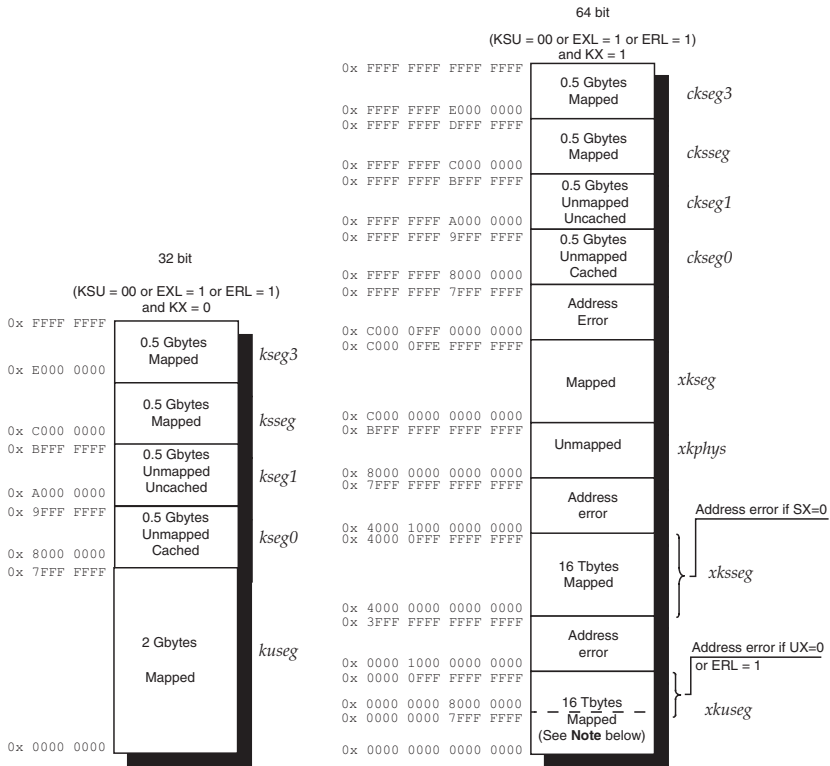 64 bit
(KSU = 00 or EXL = 1 or ERL = 1)
and KX = 1
0x FFFF FFFF FFFF FFFF
0.5 Gbytes
Mapped
ckseg3
0x FFFF FFFF E000 0000
0x FFFF FFFF DFFF FFFF
0.5 Gbytes
Mapped
cksseg
0x FFFF FFFF C000 0000
0x FFFF FFFF BFFF FFFF
0.5 Gbytes
Unmapped
Uncached
ckseg1
0x FFFF FFFF A000 0000
0x FFFF FFFF 9FFF FFFF
0.5 Gbytes
Unmapped
Cached
ckseg0
0x FFFF FFFF 8000 0000
0x FFFF FFFF 7FFF FFFF
Address
Error
0x C000 0FFF 0000 0000
0x C000 0FFE FFFF FFFF
Mapped
xkseg
0x C000 0000 0000 0000
0x BFFF FFFF FFFF FFFF
Unmapped
xkphys
0x 8000 0000 0000 0000
0x 7FFF FFFF FFFF FFFF
Address
error
0x 4000 1000 0000 0000
0x 4000 0FFF FFFF FFFF
Address error if SX=0
16 Tbytes
Mapped
xksseg
0x 4000 0000 0000 0000
0x 3FFF FFFF FFFF FFFF
Address
error
0x 0000 1000 0000 0000
0x 0000 0FFF FFFF FFFF
Address error if UX=0
or ERL = 1
16 Tbytes
Mapped
(See Note below)
xkuseg
0x 0000 0000 8000 0000
0x 0000 0000 7FFF FFFF
0x 0000 0000 0000 0000
32 bit
(KSU = 00 or EXL = 1 or ERL = 1)
and KX = 0
0x FFFF FFFF
0.5 Gbytes
Mapped
kseg3
0x E000 0000
0.5 Gbytes
Mapped
ksseg
0x C000 0000
0x BFFF FFFF
0.5 Gbytes
Unmapped
Uncached
kseg1
0x A000 0000
0x 9FFF FFFF
0.5 Gbytes
Unmapped
Cached
kseg0
0x 8000 0000
0x 7FFF FFFF
2 Gbytes
Mapped
kuseg
0x 0000 0000